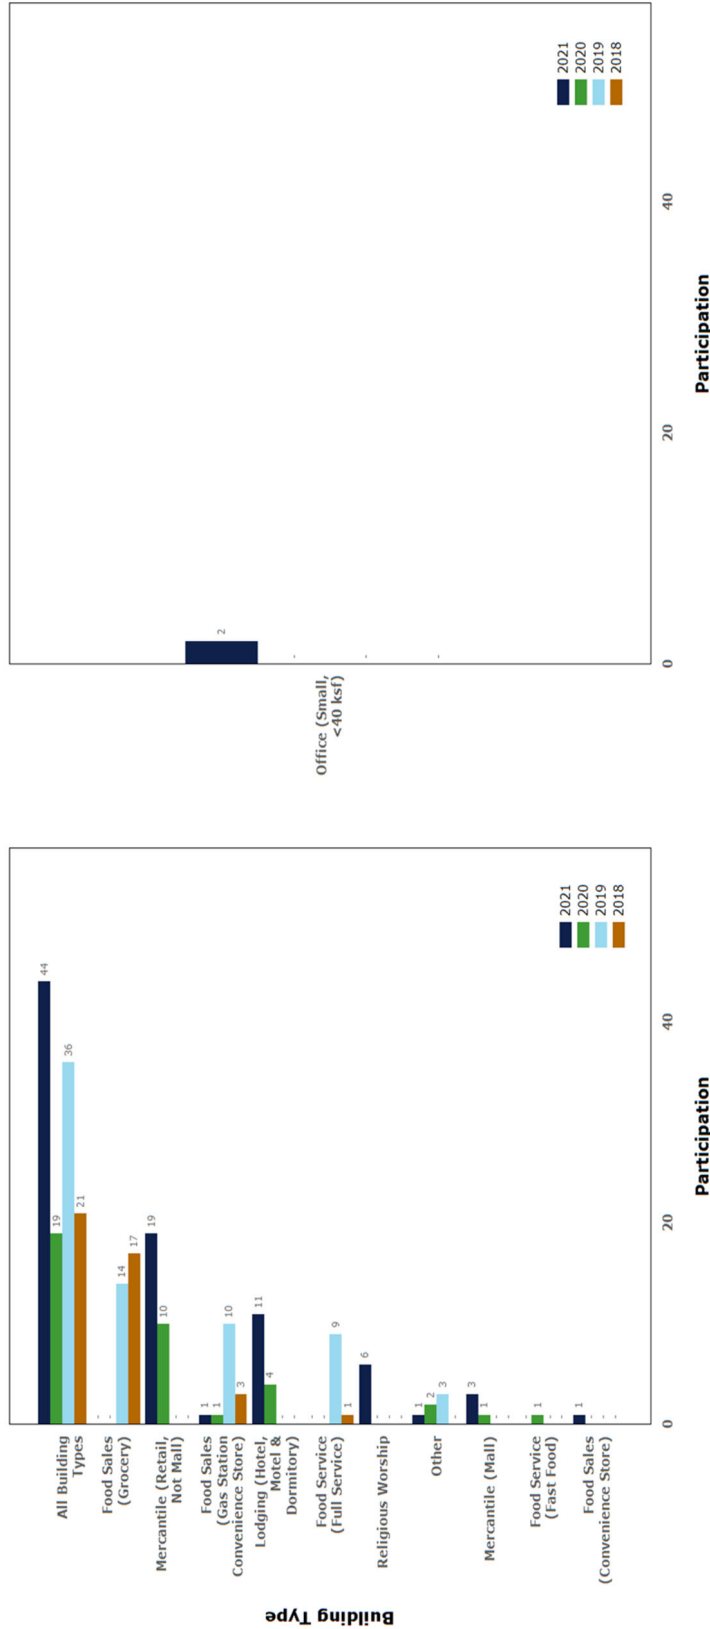 Building Type
All Building
Types
44
19
36
21
Food Sales
(Grocery)
-
-
14
17
Mercantile (Retail,
Not Mall)
19
10
-
-
Food Sales
(Gas Station
Convenience Store)
1
1
10
3
Lodging (Hotel,
Motel &
Dormitory)
11
4
-
-
Food Service
(Full Service)
-
-
9
1
Religious Worship
6
-
-
-
Other
1
2
3
-
Mercantile (Mall)
3
1
-
-
Food Service
(Fast Food)
-
1
-
-
Food Sales
(Convenience Store)
1
-
-
-
2021
2020
2019
2018
0
20
40
Participation
Office (Small,
<40 ksf)
2
-
-
-
2021
2020
2019
2018
0
20
40
Participation